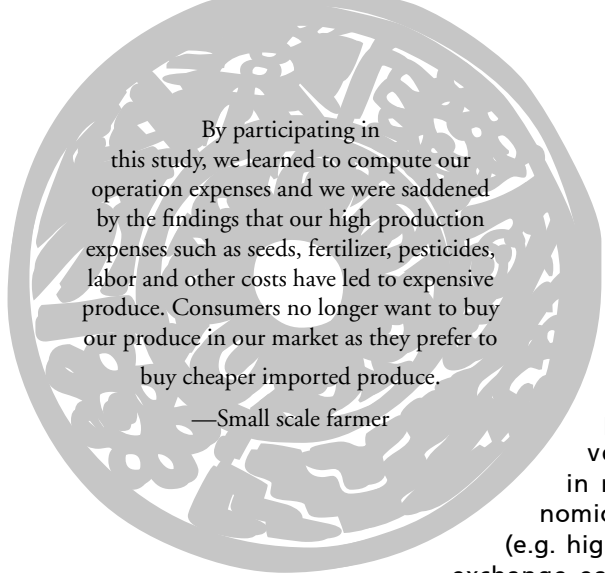 By participating in
this study, we learned to compute our
operation expenses and we were saddened
by the findings that our high production
expenses such as seeds, fertilizer, pesticides,
labor and other costs have led to expensive
produce. Consumers no longer want to buy
our produce in our market as they prefer to
buy cheaper imported produce.
—Small scale farmer
in
(e.g.